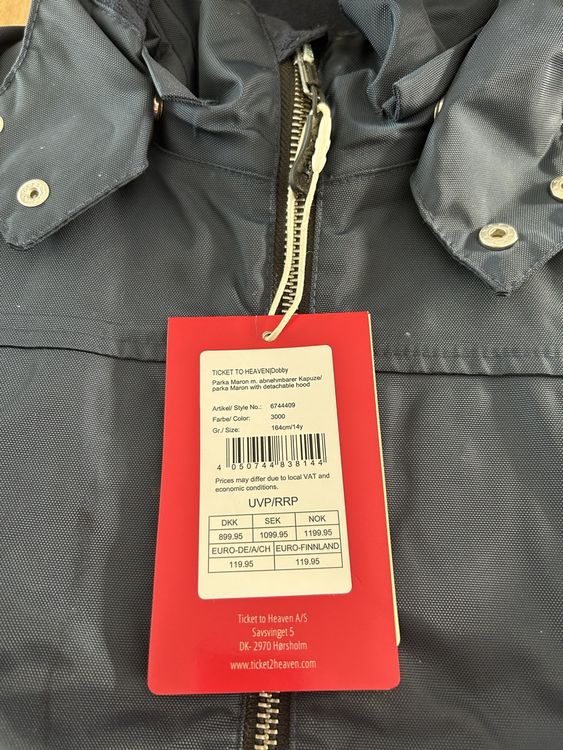 TICKET TO HEAVEN|Dobby
Parka Maron m. abnehmbarer Kapuze/
parka Maron with detachable hood
Artikel/ Style No.: 6744409
Farbe/ Color: 3000
Gr./ Size: 164cm/14y
4 050744 838144
Prices may differ due to local VAT and
economic conditions.
UVP/RRP
DKK SEK NOK
899.95 1099.95 1199.95
EURO-DE/A/CH EURO-FINNLAND
119.95 119.95
Ticket to Heaven A/S
Savsvinget 5
DK- 2970 Hørsholm
www.ticket2heaven.com